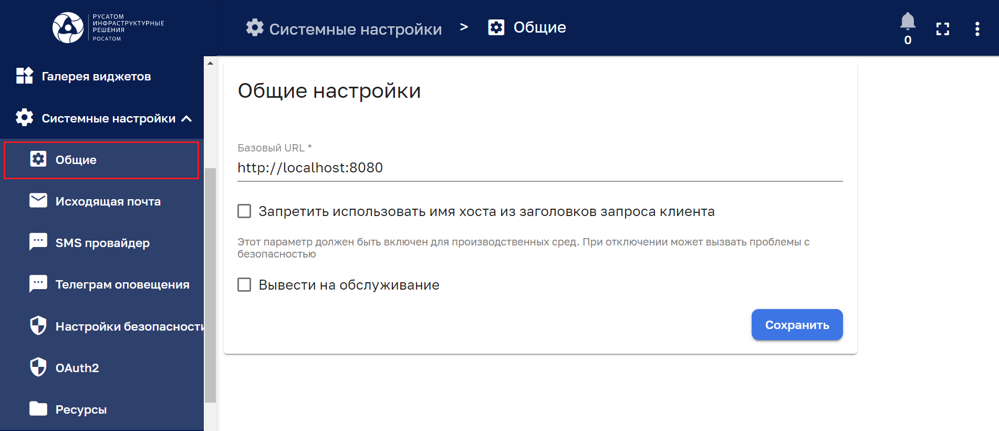 РУСАТОМ
ИНФРАСТРУКТУРНЫЕ
РЕШЕНИЯ
РОСАТОМ
Системные настройки > Общие
0
Галерея виджетов
Системные настройки
Общие
Исходящая почта
SMS провайдер
Телеграм оповещения
Настройки безопасности
OAuth2
Ресурсы
Общие настройки
Базовый URL *
http://localhost:8080
Запретить использовать имя хоста из заголовков запроса клиента
Этот параметр должен быть включен для производственных сред. При отключении может вызвать проблемы с
безопасностью
Вывести на обслуживание
Сохранить